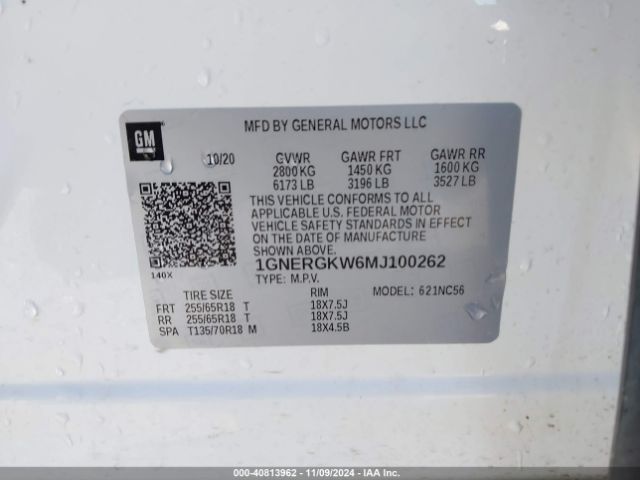 GM
MFD BY GENERAL MOTORS LLC
10/20 GVWR GAWR FRT GAWR RR
2800 KG 1450 KG 1600 KG
6173 LB 3196 LB 3527 LB
THIS VEHICLE CONFORMS TO ALL
APPLICABLE U.S. FEDERAL MOTOR
VEHICLE SAFETY STANDARDS IN EFFECT
ON THE DATE OF MANUFACTURE
SHOWN ABOVE.
1GNERGKW6MJ100262
140X
TYPE: M.P.V. MODEL: 621NC56
TIRE SIZE RIM
FRT 255/65R18 T 18X7.5J
RR 255/65R18 T 18X7.5J
SPA T135/70R18 M 18X4.5B
000-40813962 - 11/09/2024 - IAA Inc.